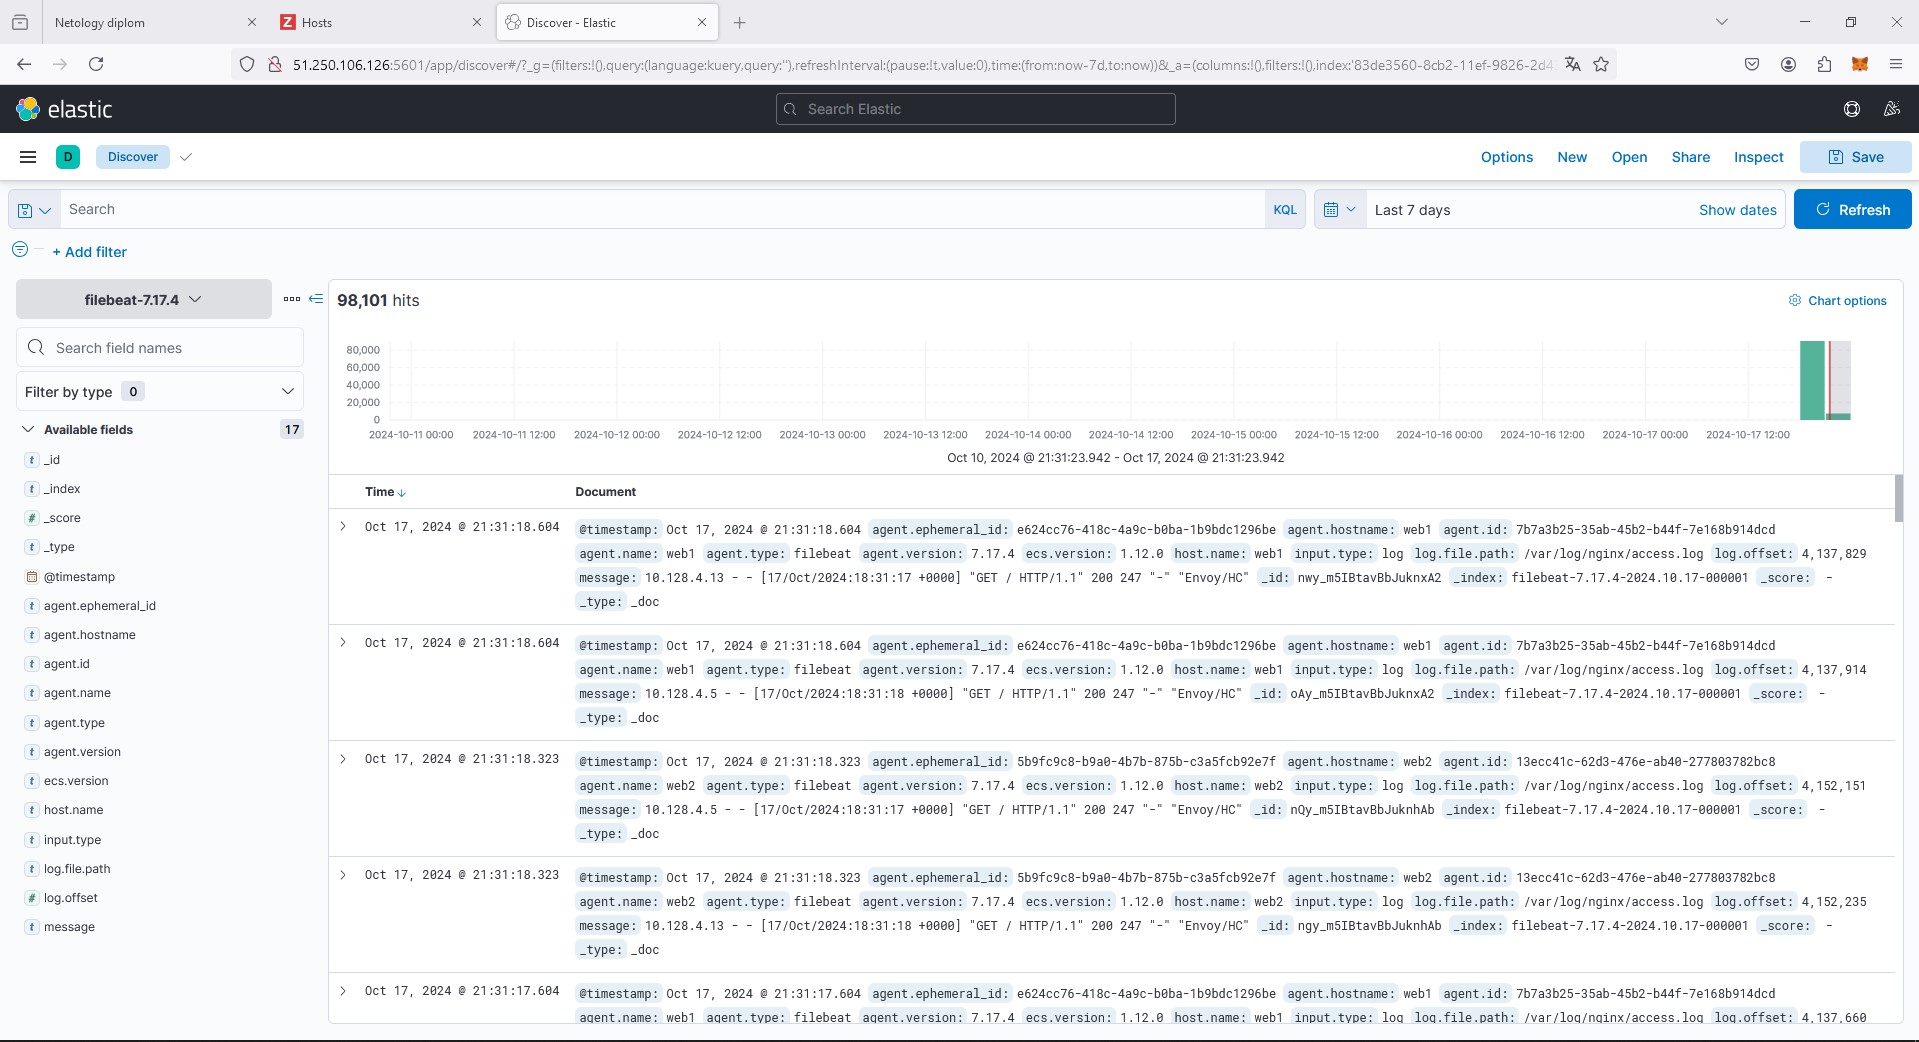 Netology diplom
Z Hosts
Discover - Elastic
51.250.106.126:5601/app/discover#/?_g=(filters:!(),query:(language:kuery,query:''),refreshInterval:(pause:!t,value:0),time:(from:now-7d,to:now))&_a=(columns:!(),filters:!(),index:'83de3560-8cb2-11ef-9826-2d4
elastic
Search Elastic
D Discover
Options New Open Share Inspect Save
Search KQL Last 7 days Show dates Refresh
+ Add filter
filebeat-7.17.4
Search field names
Filter by type 0
Available fields 17
t _id
t _index
# _score
t _type
@timestamp
t agent.ephemeral_id
t agent.hostname
t agent.id
t agent.name
t agent.type
t agent.version
t ecs.version
t host.name
t input.type
t log.file.path
# log.offset
t message
98,101 hits
Chart options
80,000
60,000
40,000
20,000
0
2024-10-11 00:00 2024-10-11 12:00 2024-10-12 00:00 2024-10-12 12:00 2024-10-13 00:00 2024-10-13 12:00 2024-10-14 00:00 2024-10-14 12:00 2024-10-15 00:00 2024-10-15 12:00 2024-10-16 00:00 2024-10-16 12:00 2024-10-17 00:00 2024-10-17 12:00
Oct 10, 2024 @ 21:31:23.942 - Oct 17, 2024 @ 21:31:23.942
Time Document
Oct 17, 2024 @ 21:31:18.604 @timestamp: Oct 17, 2024 @ 21:31:18.604 agent.ephemeral_id: e624cc76-418c-4a9c-b0ba-1b9bdc1296be agent.hostname: web1 agent.id: 7b7a3b25-35ab-45b2-b44f-7e168b914dcd
agent.name: web1 agent.type: filebeat agent.version: 7.17.4 ecs.version: 1.12.0 host.name: web1 input.type: log log.file.path: /var/log/nginx/access.log log.offset: 4,137,829
message: 10.128.4.13 - - [17/Oct/2024:18:31:17 +0000] "GET / HTTP/1.1" 200 247 "-" "Envoy/HC" _id: nwy_m5IBtavBbJuknxA2 _index: filebeat-7.17.4-2024.10.17-000001 _score: -
_type: _doc
Oct 17, 2024 @ 21:31:18.604 @timestamp: Oct 17, 2024 @ 21:31:18.604 agent.ephemeral_id: e624cc76-418c-4a9c-b0ba-1b9bdc1296be agent.hostname: web1 agent.id: 7b7a3b25-35ab-45b2-b44f-7e168b914dcd
agent.name: web1 agent.type: filebeat agent.version: 7.17.4 ecs.version: 1.12.0 host.name: web1 input.type: log log.file.path: /var/log/nginx/access.log log.offset: 4,137,914
message: 10.128.4.5 - - [17/Oct/2024:18:31:18 +0000] "GET / HTTP/1.1" 200 247 "-" "Envoy/HC" _id: oAy_m5IBtavBbJuknxA2 _index: filebeat-7.17.4-2024.10.17-000001 _score: -
_type: _doc
Oct 17, 2024 @ 21:31:18.323 @timestamp: Oct 17, 2024 @ 21:31:18.323 agent.ephemeral_id: 5b9fc9c8-b9a0-4b7b-875b-c3a5fcb92e7f agent.hostname: web2 agent.id: 13ecc41c-62d3-476e-ab40-277803782bc8
agent.name: web2 agent.type: filebeat agent.version: 7.17.4 ecs.version: 1.12.0 host.name: web2 input.type: log log.file.path: /var/log/nginx/access.log log.offset: 4,152,151
message: 10.128.4.5 - - [17/Oct/2024:18:31:17 +0000] "GET / HTTP/1.1" 200 247 "-" "Envoy/HC" _id: nQy_m5IBtavBbJuknhAb _index: filebeat-7.17.4-2024.10.17-000001 _score: -
_type: _doc
Oct 17, 2024 @ 21:31:18.323 @timestamp: Oct 17, 2024 @ 21:31:18.323 agent.ephemeral_id: 5b9fc9c8-b9a0-4b7b-875b-c3a5fcb92e7f agent.hostname: web2 agent.id: 13ecc41c-62d3-476e-ab40-277803782bc8
agent.name: web2 agent.type: filebeat agent.version: 7.17.4 ecs.version: 1.12.0 host.name: web2 input.type: log log.file.path: /var/log/nginx/access.log log.offset: 4,152,235
message: 10.128.4.13 - - [17/Oct/2024:18:31:18 +0000] "GET / HTTP/1.1" 200 247 "-" "Envoy/HC" _id: ngy_m5IBtavBbJuknhAb _index: filebeat-7.17.4-2024.10.17-000001 _score: -
_type: _doc
Oct 17, 2024 @ 21:31:17.604 @timestamp: Oct 17, 2024 @ 21:31:17.604 agent.ephemeral_id: e624cc76-418c-4a9c-b0ba-1b9bdc1296be agent.hostname: web1 agent.id: 7b7a3b25-35ab-45b2-b44f-7e168b914dcd
agent.name: web1 agent.type: filebeat agent.version: 7.17.4 ecs.version: 1.12.0 host.name: web1 input.type: log log.file.path: /var/log/nginx/access.log log.offset: 4,137,660